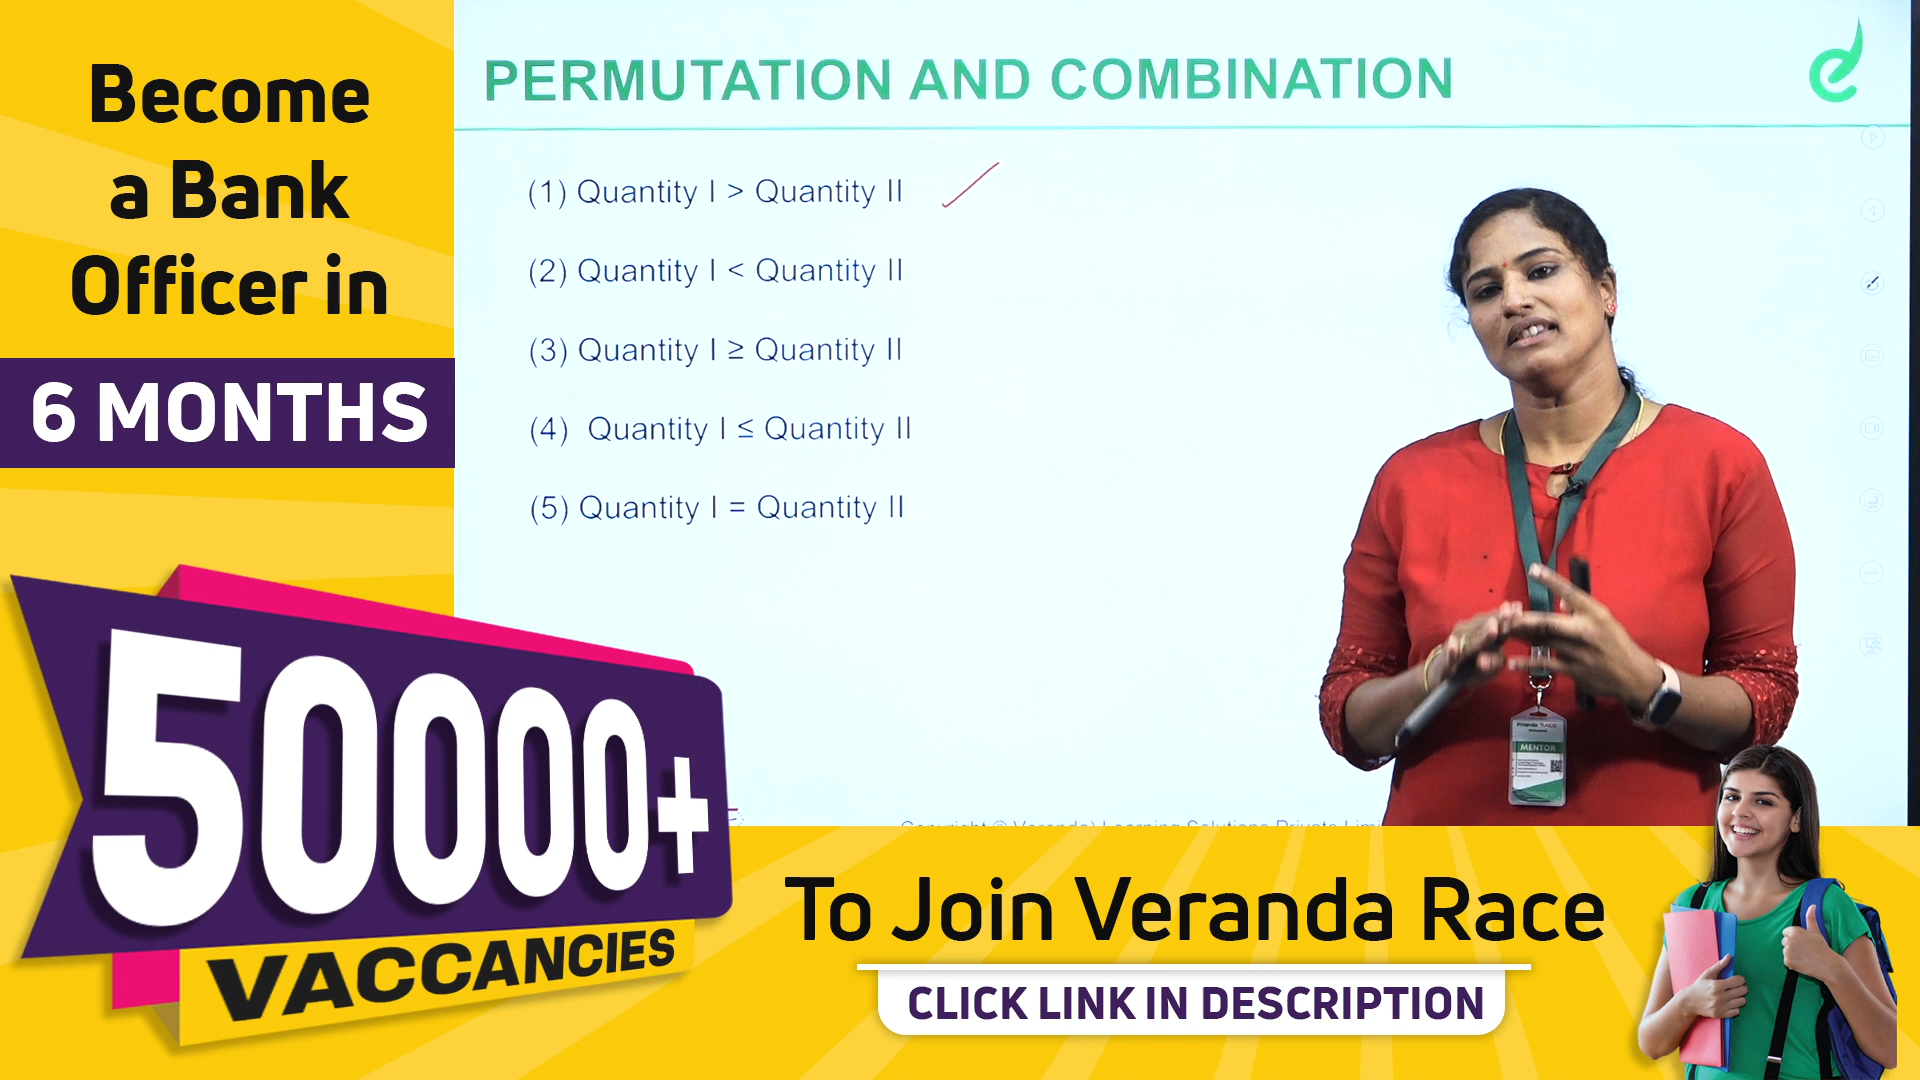 Become
a Bank
Officer in
6 MONTHS
50000+
VACCANCIES
PERMUTATION AND COMBINATION
(1) Quantity I > Quantity II
(2) Quantity I < Quantity II
(3) Quantity I ≥ Quantity II
(4) Quantity I ≤ Quantity II
(5) Quantity I = Quantity II
MENTOR
To Join Veranda Race
CLICK LINK IN DESCRIPTION